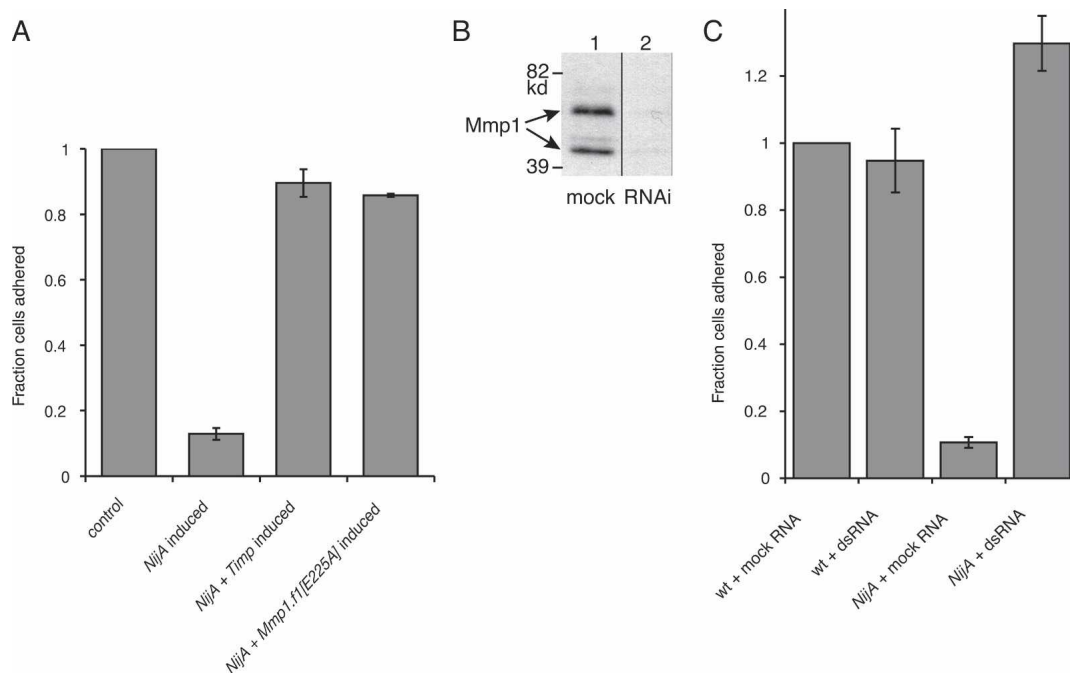 A
Fraction cells adhered
1
0.8
0.6
0.4
0.2
0
control
NijA induced
NijA + Timp induced
NijA + Mmp1.f1[E225A] induced
B
1 2
82
kd
Mmp1
39
mock RNAi
C
Fraction cells adhered
1.2
1
0.8
0.6
0.4
0.2
0
wt + mock RNA
wt + dsRNA
NijA + mock RNA
NijA + dsRNA